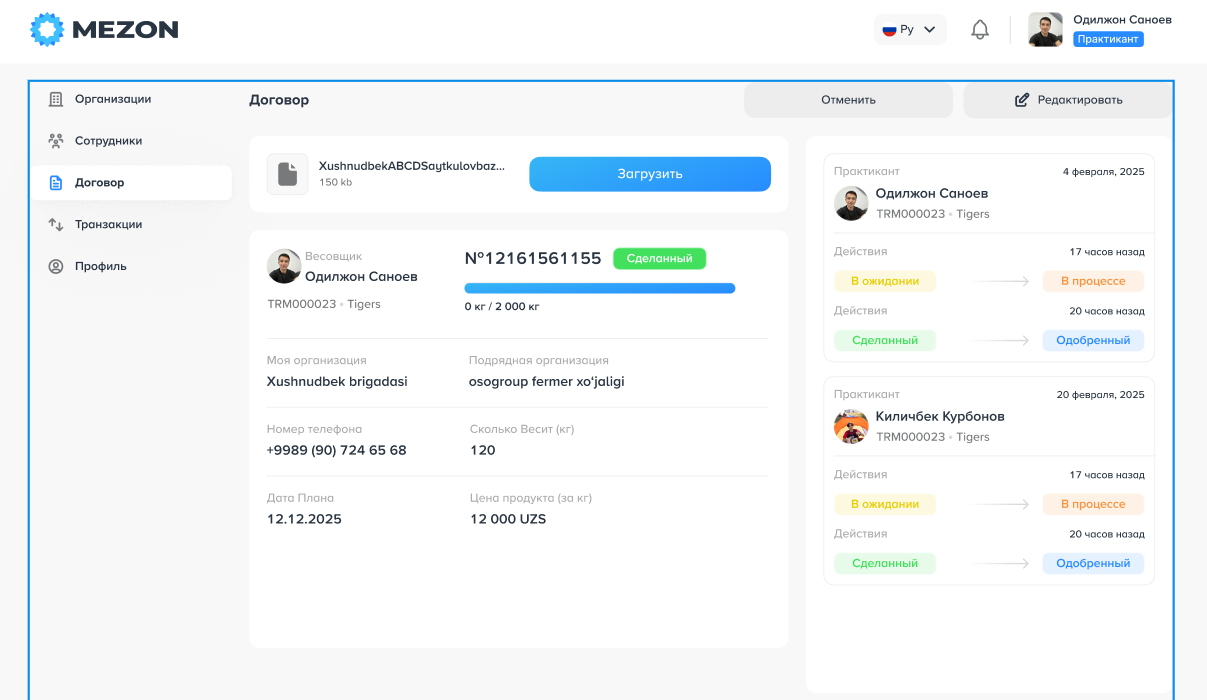 MEZON
Ру
Одилжон Саноев
Практикант
Организации
Сотрудники
Договор
Транзакции
Профиль
Договор
Отменить
Редактировать
XushnudbekABCDSaytkulovbaz...
150 kb
Загрузить
Весовщик
Одилжон Саноев
TRM000023 • Tigers
№12161561155
Сделанный
0 кг / 2 000 кг
Моя организация
Xushnudbek brigadasi
Подрядная организация
osogroup fermer xo‘jaligi
Номер телефона
+9989 (90) 724 65 68
Сколько Весит (кг)
120
Дата Плана
12.12.2025
Цена продукта (за кг)
12 000 UZS
Практикант
4 февраля, 2025
Одилжон Саноев
TRM000023 • Tigers
Действия
17 часов назад
В ожидании
В процессе
Действия
20 часов назад
Сделанный
Одобренный
Практикант
20 февраля, 2025
Киличбек Курбонов
TRM000023 • Tigers
Действия
17 часов назад
В ожидании
В процессе
Действия
20 часов назад
Сделанный
Одобренный